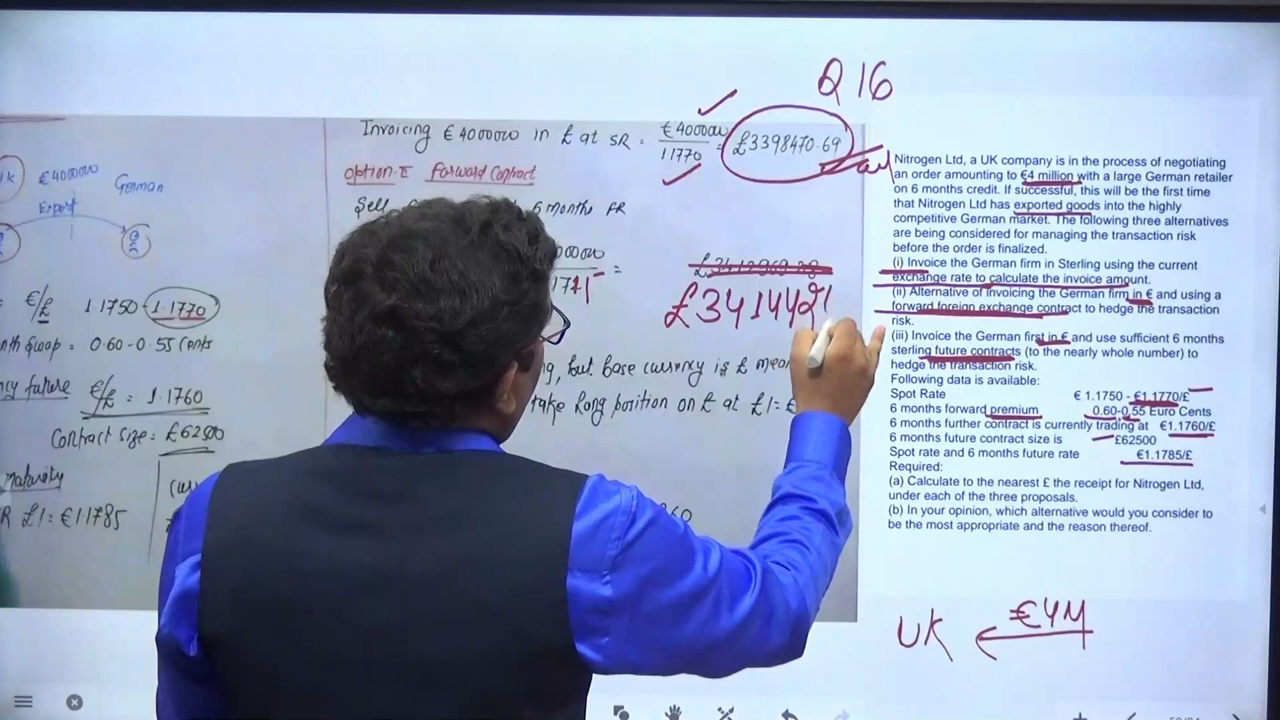 Q 16
UK €4000000 German
Export
€/£ 1.1750 - 1.1770
Swap = 0.60 - 0.55 Cents
future €/£ = 1.1760
Contract size = £62500
maturity
£1 = €1.1785
Invoicing €4000000 in £ at SR = €4000000 / 1.1770 = £3398470.69
option-II Forward Contract
Sell 6 months FR
£341442
, but base currency is £
take long position on £ at £1 = €
Nitrogen Ltd, a UK company is in the process of negotiating
an order amounting to €4 million with a large German retailer
on 6 months credit. If successful, this will be the first time
that Nitrogen Ltd has exported goods into the highly
competitive German market. The following three alternatives
are being considered for managing the transaction risk
before the order is finalized.
(i) Invoice the German firm in Sterling using the current
exchange rate to calculate the invoice amount.
(ii) Alternative of invoicing the German firm in € and using a
forward foreign exchange contract to hedge the transaction
risk.
(iii) Invoice the German first in € and use sufficient 6 months
sterling future contracts (to the nearly whole number) to
hedge the transaction risk.
Following data is available:
Spot Rate € 1.1750 - €1.1770/£
6 months forward premium 0.60-0.55 Euro Cents
6 months further contract is currently trading at €1.1760/£
6 months future contract size is £62500
Spot rate and 6 months future rate €1.1785/£
Required:
(a) Calculate to the nearest £ the receipt for Nitrogen Ltd,
under each of the three proposals.
(b) In your opinion, which alternative would you consider to
be the most appropriate and the reason thereof.
UK €4M